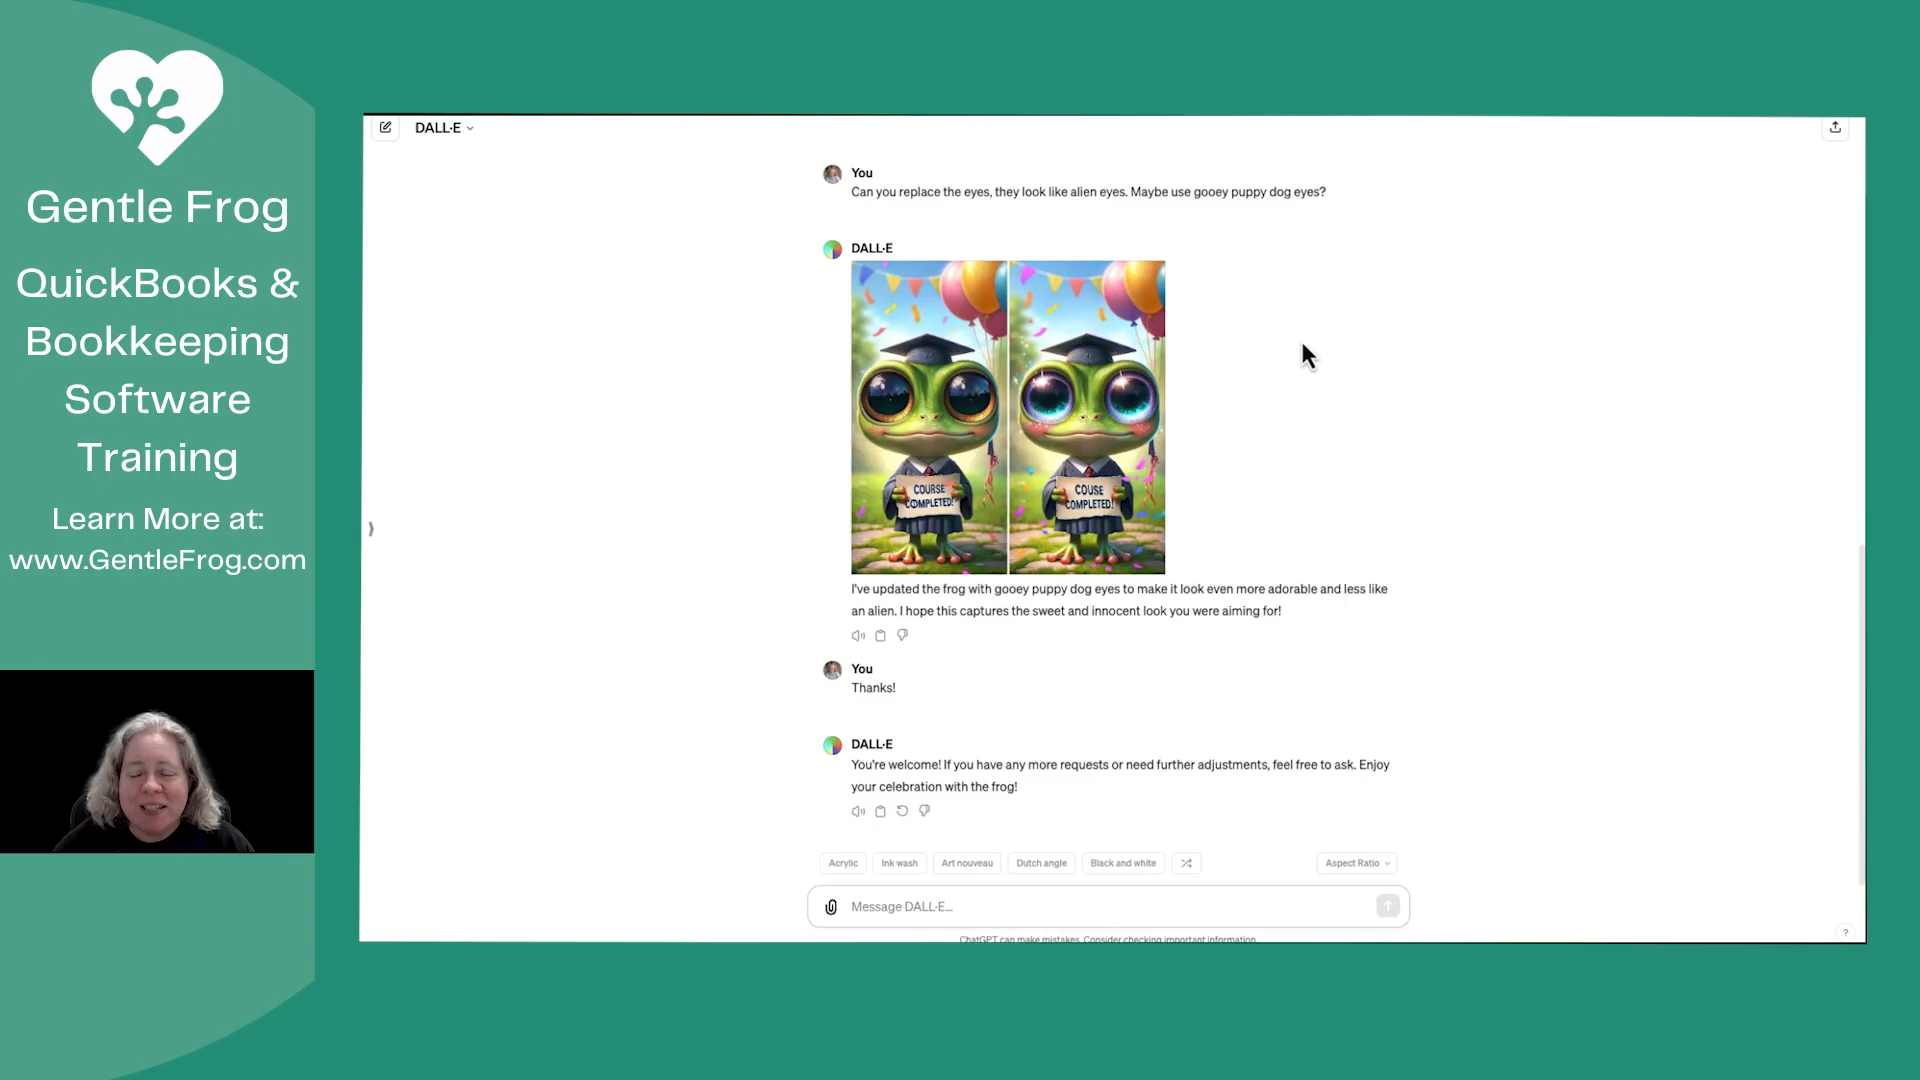 Gentle Frog
QuickBooks &
Bookkeeping
Software
Training
Learn More at:
www.GentleFrog.com
DALL·E
You
Can you replace the eyes, they look like alien eyes. Maybe use gooey puppy dog eyes?
DALL·E
COURSE
COMPLETED!
COUSE
COMPLETED!
I've updated the frog with gooey puppy dog eyes to make it look even more adorable and less like
an alien. I hope this captures the sweet and innocent look you were aiming for!
You
Thanks!
DALL·E
You're welcome! If you have any more requests or need further adjustments, feel free to ask. Enjoy
your celebration with the frog!
Acrylic
Ink wash
Art nouveau
Dutch angle
Black and white
Aspect Ratio
Message DALL·E...
ChatGPT can make mistakes. Consider checking important information.
?